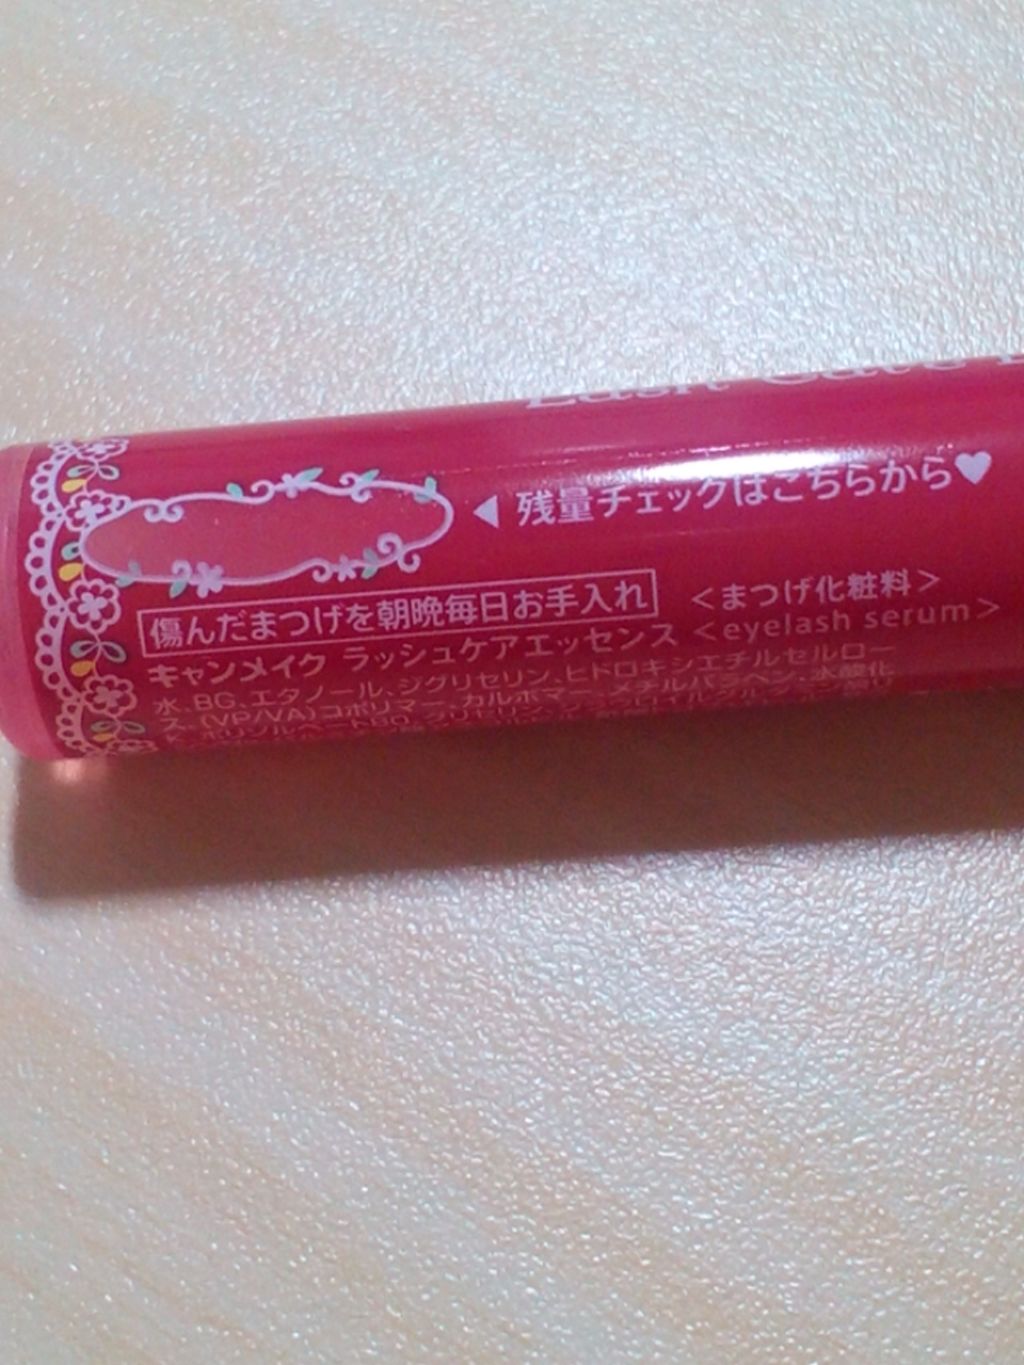 Lash Care
◀ 残量チェックはこちらから♥
傷んだまつげを朝晩毎日お手入れ
＜まつげ化粧料＞
キャンメイク ラッシュケアエッセンス
＜eyelash serum＞
水、BG、エタノール、ジグリセリン、ヒドロキシエチルセルロー
ス、(VP/VA)コポリマー、カルボマー、メチルパラベン、水酸化